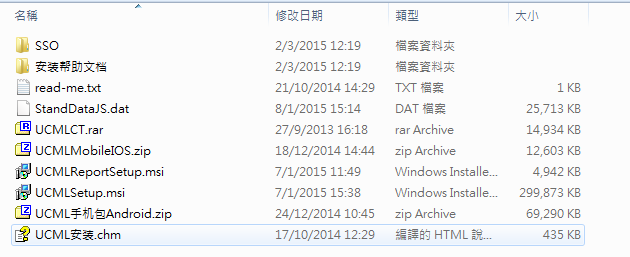 名稱 修改日期 類型 大小
SSO 2/3/2015 12:19 檔案資料夾
安装帮助文档 2/3/2015 12:19 檔案資料夾
read-me.txt 21/10/2014 14:29 TXT 檔案 1 KB
StandDataJS.dat 8/1/2015 15:14 DAT 檔案 25,713 KB
UCMLCT.rar 27/9/2013 16:18 rar Archive 14,934 KB
UCMLMobileIOS.zip 18/12/2014 14:44 zip Archive 12,603 KB
UCMLReportSetup.msi 7/1/2015 11:49 Windows Installe... 4,942 KB
UCMLSetup.msi 7/1/2015 15:38 Windows Installe... 299,873 KB
UCML手机包Android.zip 24/12/2014 10:45 zip Archive 69,290 KB
UCML安装.chm 17/10/2014 12:29 編譯的 HTML 說... 435 KB